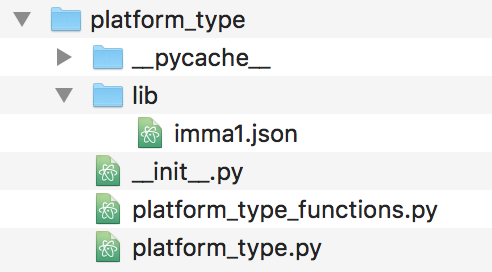 platform_type
__pycache__
lib
imma1.json
__init__.py
platform_type_functions.py
platform_type.py